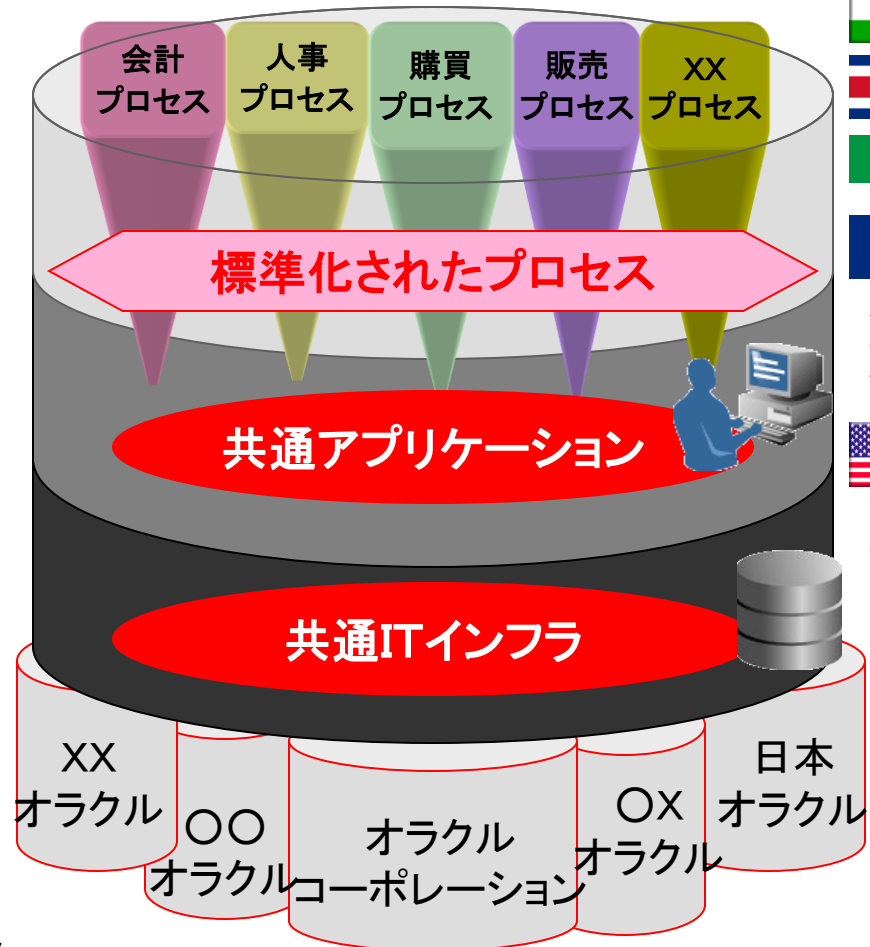 会計
プロセス
人事
プロセス
購買
プロセス
販売
プロセス
XX
プロセス
標準化されたプロセス
共通アプリケーション
共通ITインフラ
XX
オラクル
〇〇
オラクル
オラクル
コーポレーション
〇X
オラクル
日本
オラクル